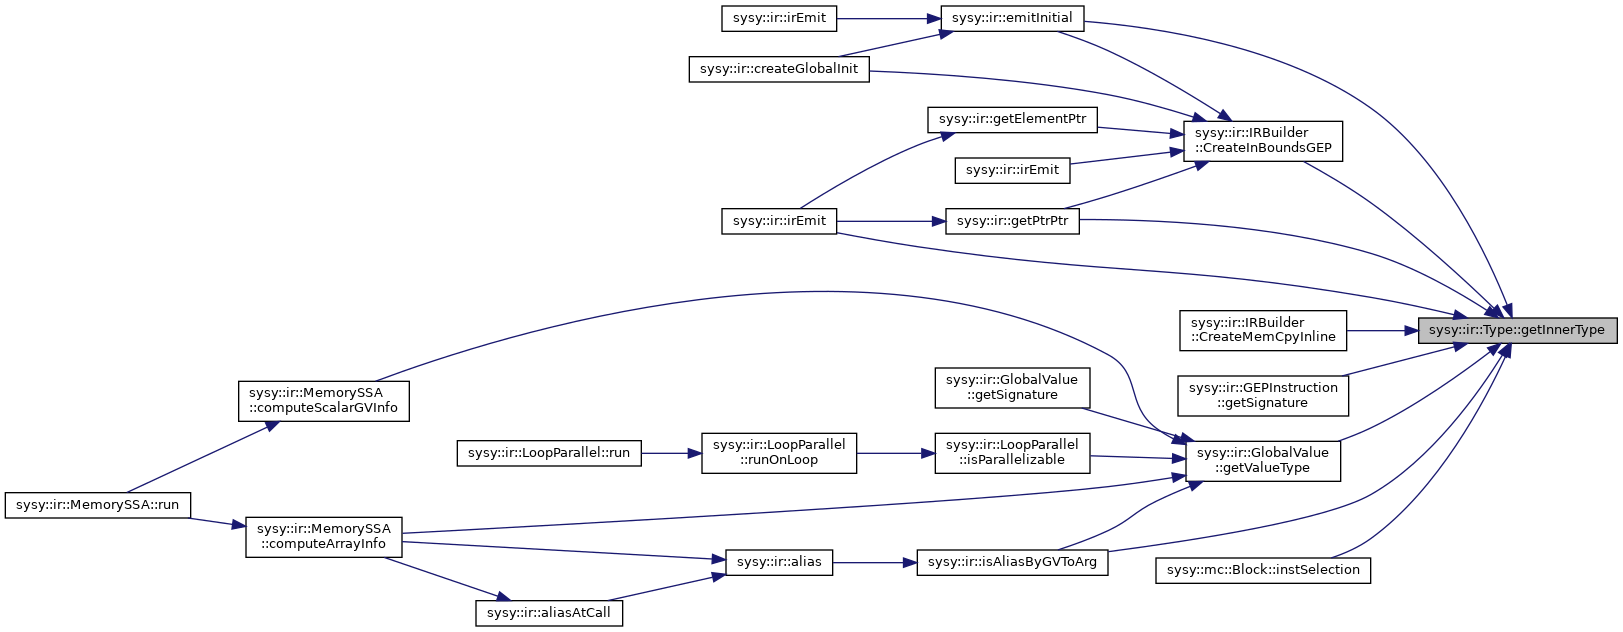 sysy::ir::irEmit
sysy::ir::emitInitial
sysy::ir::createGlobalInit
sysy::ir::getElementPtr
sysy::ir::IRBuilder
::CreateInBoundsGEP
sysy::ir::irEmit
sysy::ir::irEmit
sysy::ir::getPtrPtr
sysy::ir::IRBuilder
::CreateMemCpyInline
sysy::ir::Type::getInnerType
sysy::ir::MemorySSA
::computeScalarGVInfo
sysy::ir::GlobalValue
::getSignature
sysy::ir::GEPInstruction
::getSignature
sysy::ir::LoopParallel::run
sysy::ir::LoopParallel
::runOnLoop
sysy::ir::LoopParallel
::isParallelizable
sysy::ir::GlobalValue
::getValueType
sysy::ir::MemorySSA::run
sysy::ir::MemorySSA
::computeArrayInfo
sysy::ir::alias
sysy::ir::isAliasByGVToArg
sysy::mc::Block::instSelection
sysy::ir::aliasAtCall